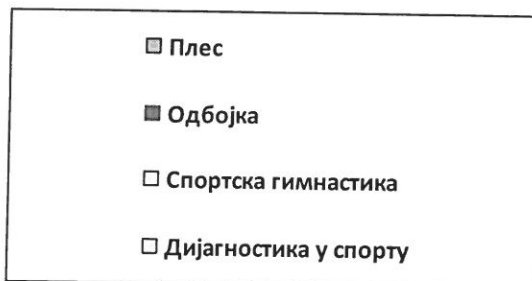 Плес
Одбојка
Спортска гимнастика
Дијагностика у спорту